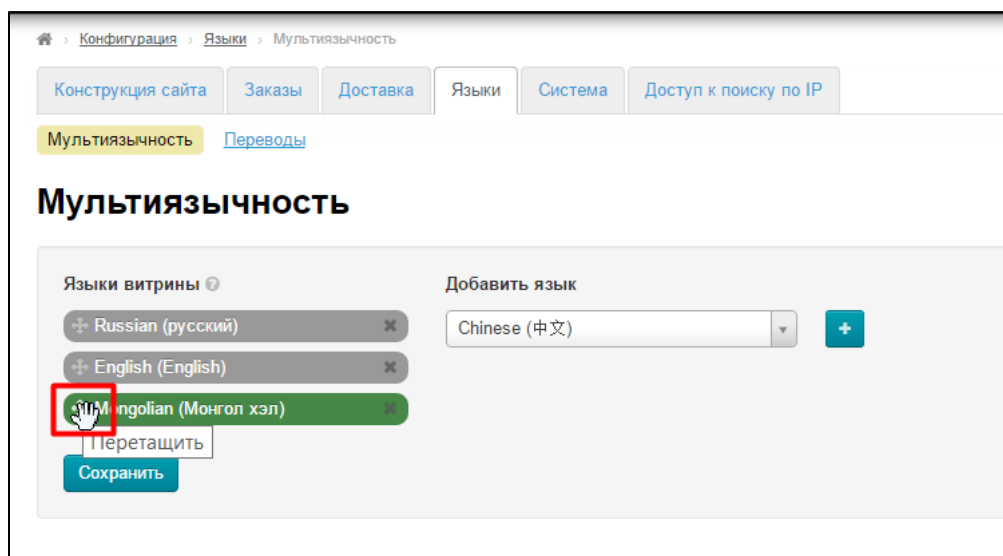 Конфигурация > Языки > Мультиязычность
Конструкция сайта Заказы Доставка Языки Система Доступ к поиску по IP
Мультиязычность Переводы
Мультиязычность
Языки витрины Добавить язык
Russian (русский) Chinese (中文)
English (English)
Mongolian (Монгол хэл)
Перетащить
Сохранить